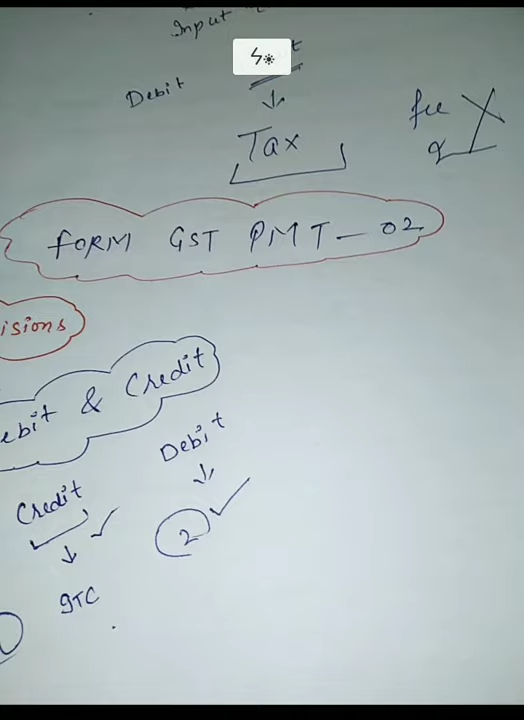 Input
Debit
Tax
fee
FORM GST PMT - 02
isions
ebit & Credit
Debit
Credit
2
ITC